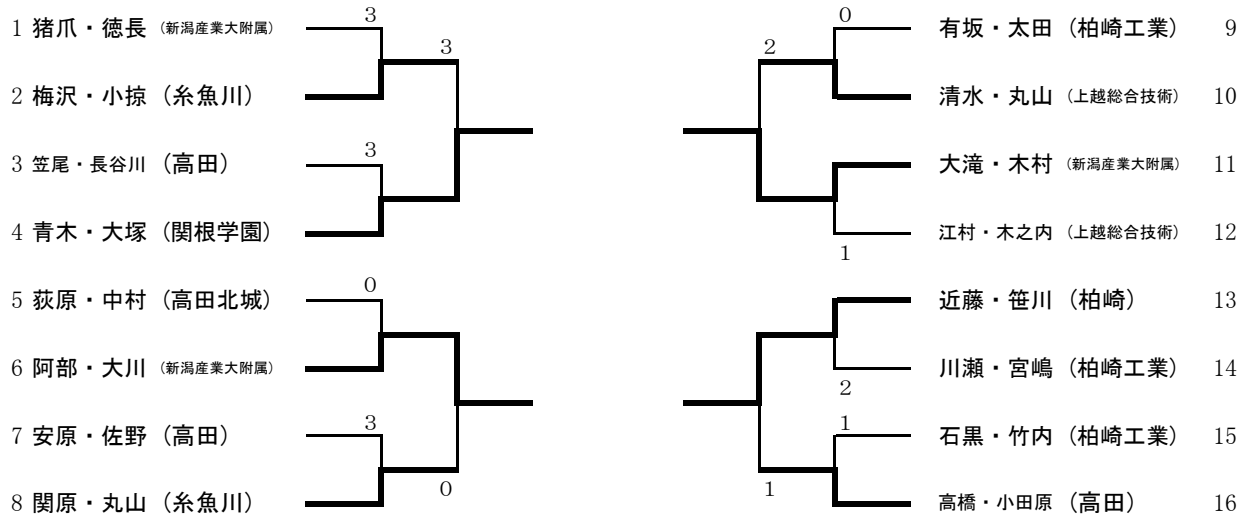 3
0
1 猪爪・徳長 (新潟産業大附属)
有坂・太田 (柏崎工業) 9
3
2
2 梅沢・小掠 (糸魚川)
清水・丸山 (上越総合技術) 10
3
3 笠尾・長谷川 (高田)
大滝・木村 (新潟産業大附属) 11
4 青木・大塚 (関根学園)
江村・木之内 (上越総合技術) 12
1
0
5 荻原・中村 (高田北城)
近藤・笹川 (柏崎) 13
6 阿部・大川 (新潟産業大附属)
川瀬・宮嶋 (柏崎工業) 14
2
3
1
7 安原・佐野 (高田)
石黒・竹内 (柏崎工業) 15
0
1
8 関原・丸山 (糸魚川)
高橋・小田原 (高田) 16